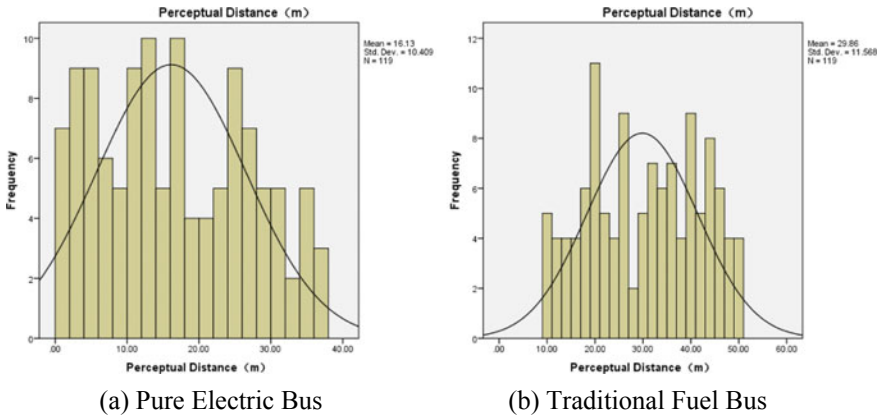 Perceptual Distance（m）
Mean = 16.13
Std. Dev. = 10.409
N = 119
Frequency
10
8
6
4
2
0
.00 10.00 20.00 30.00 40.00
Perceptual Distance（m）
(a) Pure Electric Bus
Perceptual Distance（m）
Mean = 29.86
Std. Dev. = 11.568
N = 119
Frequency
12
10
8
6
4
2
0
.00 10.00 20.00 30.00 40.00 50.00 60.00
Perceptual Distance（m）
(b) Traditional Fuel Bus